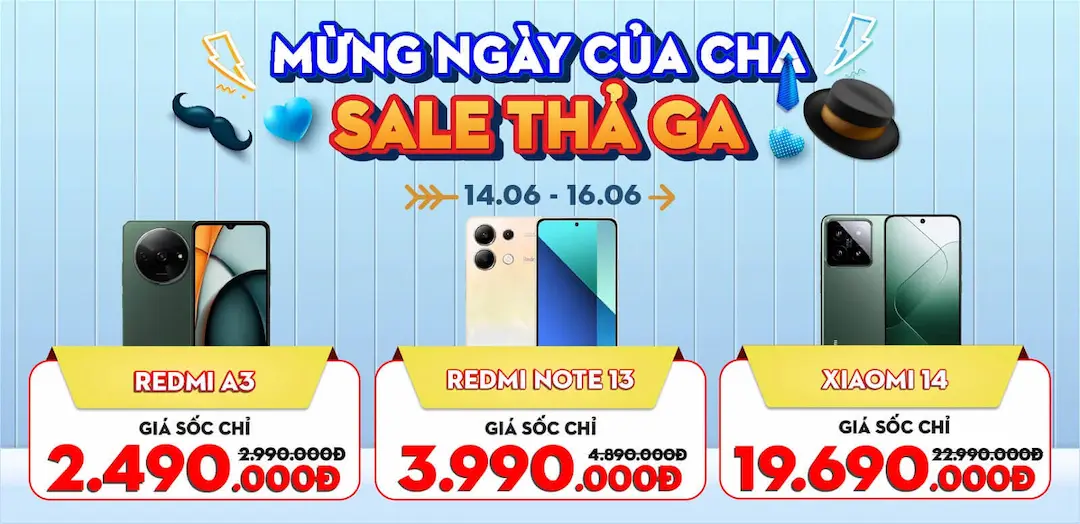 MỪNG NGÀY CỦA CHA
SALE THẢ GA
14.06 - 16.06
REDMI A3
GIÁ SỐC CHỈ
2.990.000Đ
2.490.000Đ
REDMI NOTE 13
GIÁ SỐC CHỈ
4.890.000Đ
3.990.000Đ
XIAOMI 14
GIÁ SỐC CHỈ
22.990.000Đ
19.690.000Đ